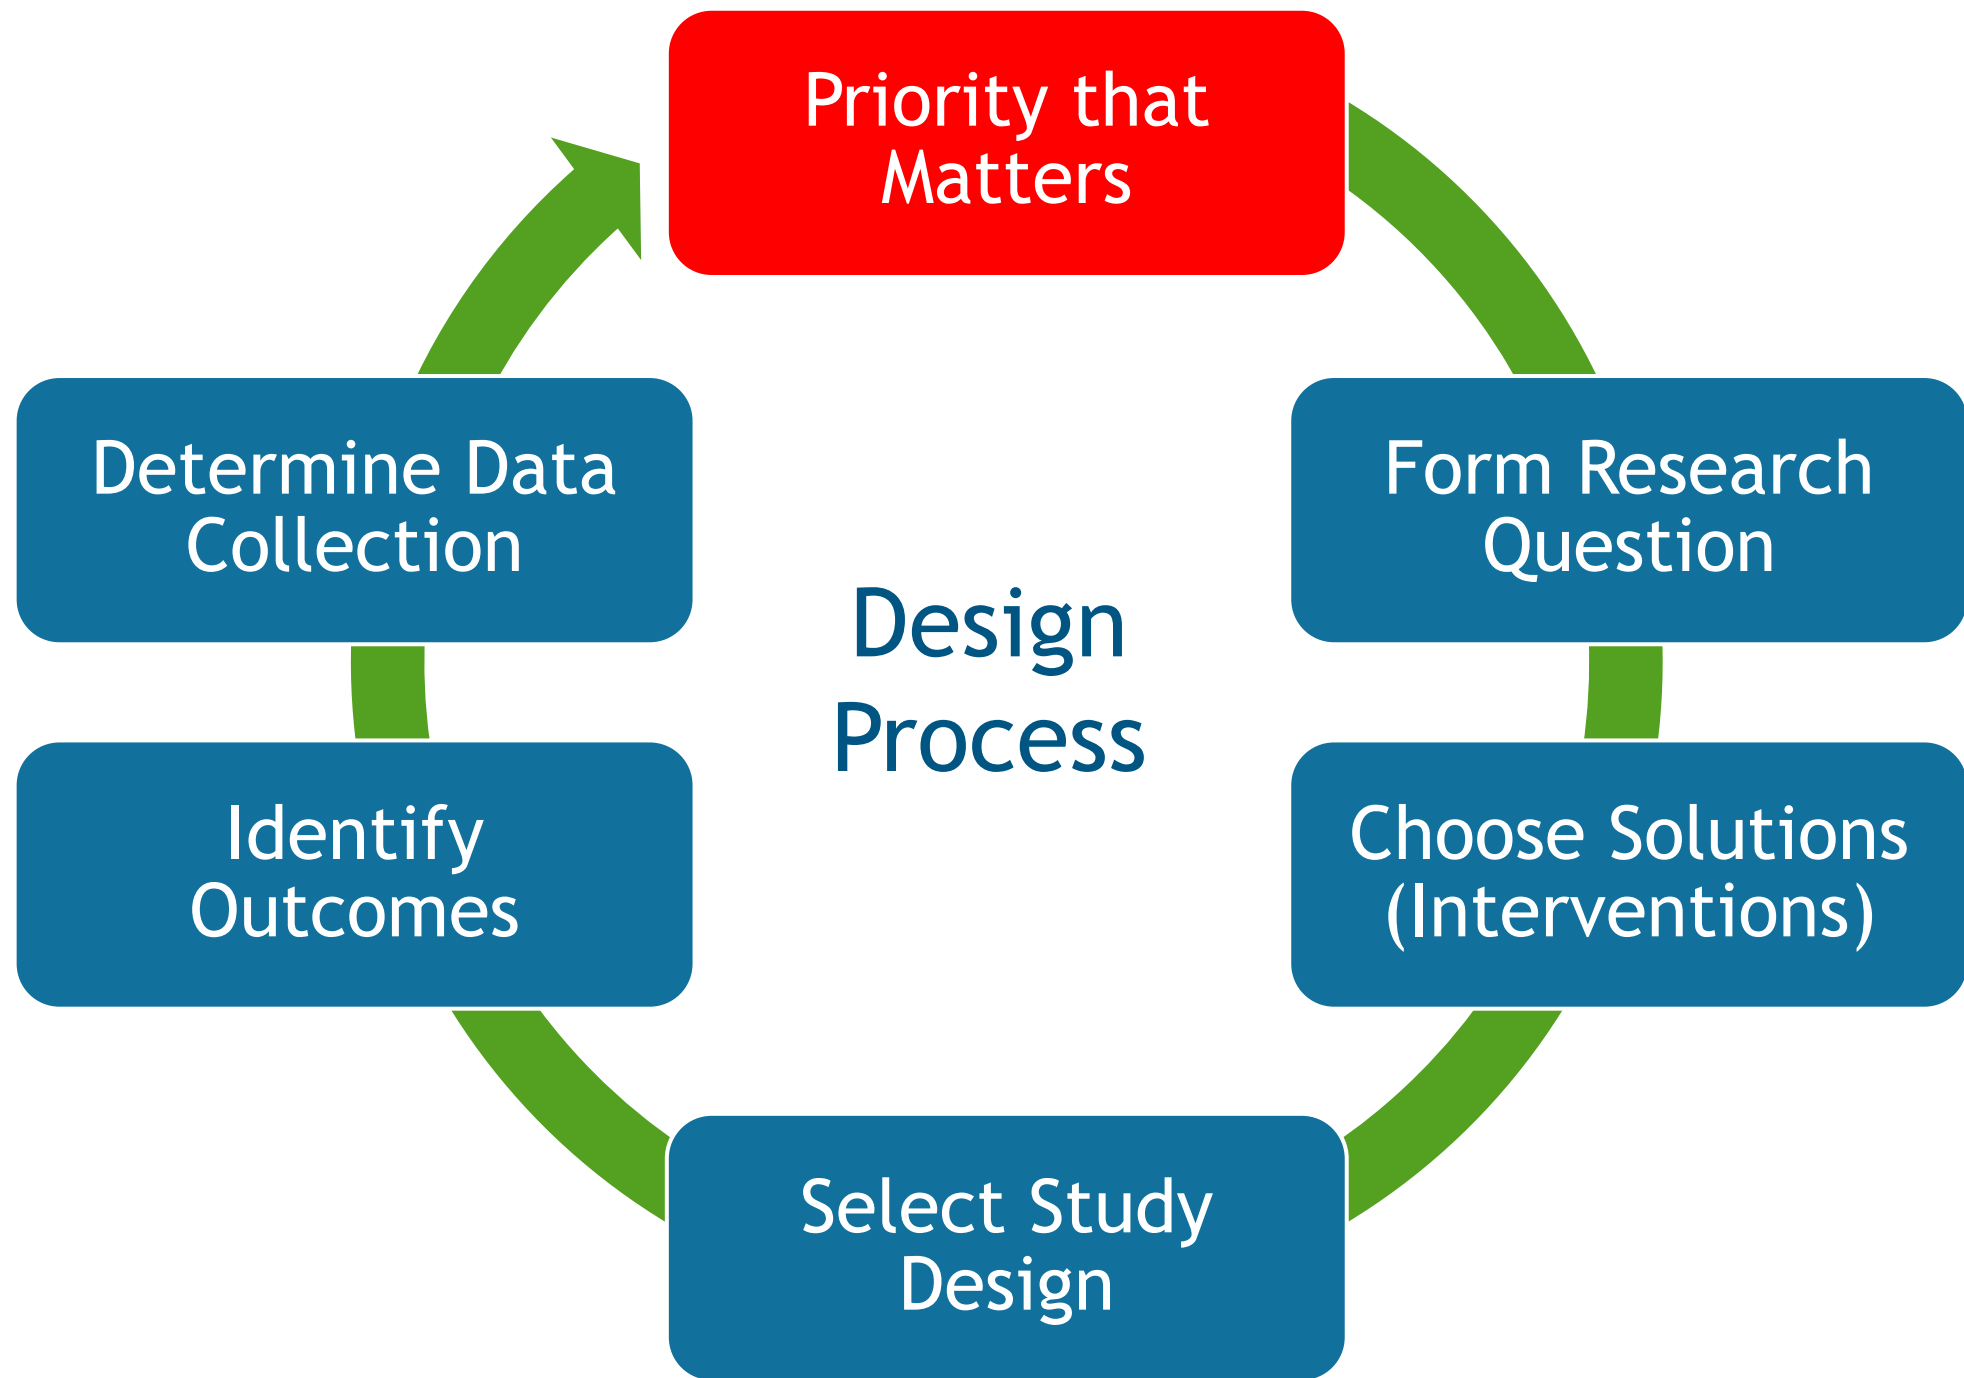 Priority that
Matters
Form Research
Question
Choose Solutions
(Interventions)
Select Study
Design
Identify
Outcomes
Determine Data
Collection
Design
Process